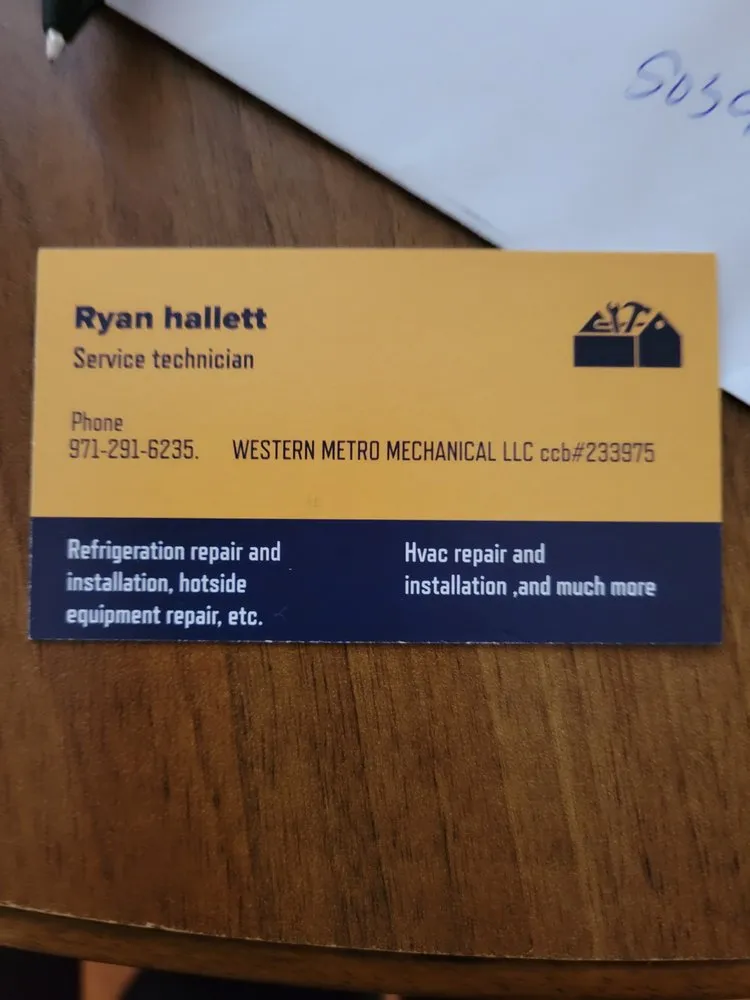 Ryan hallett
Service technician
Phone
971-291-6235. WESTERN METRO MECHANICAL LLC ccb#233975
Refrigeration repair and
installation, hotside
equipment repair, etc.
Hvac repair and
installation ,and much more